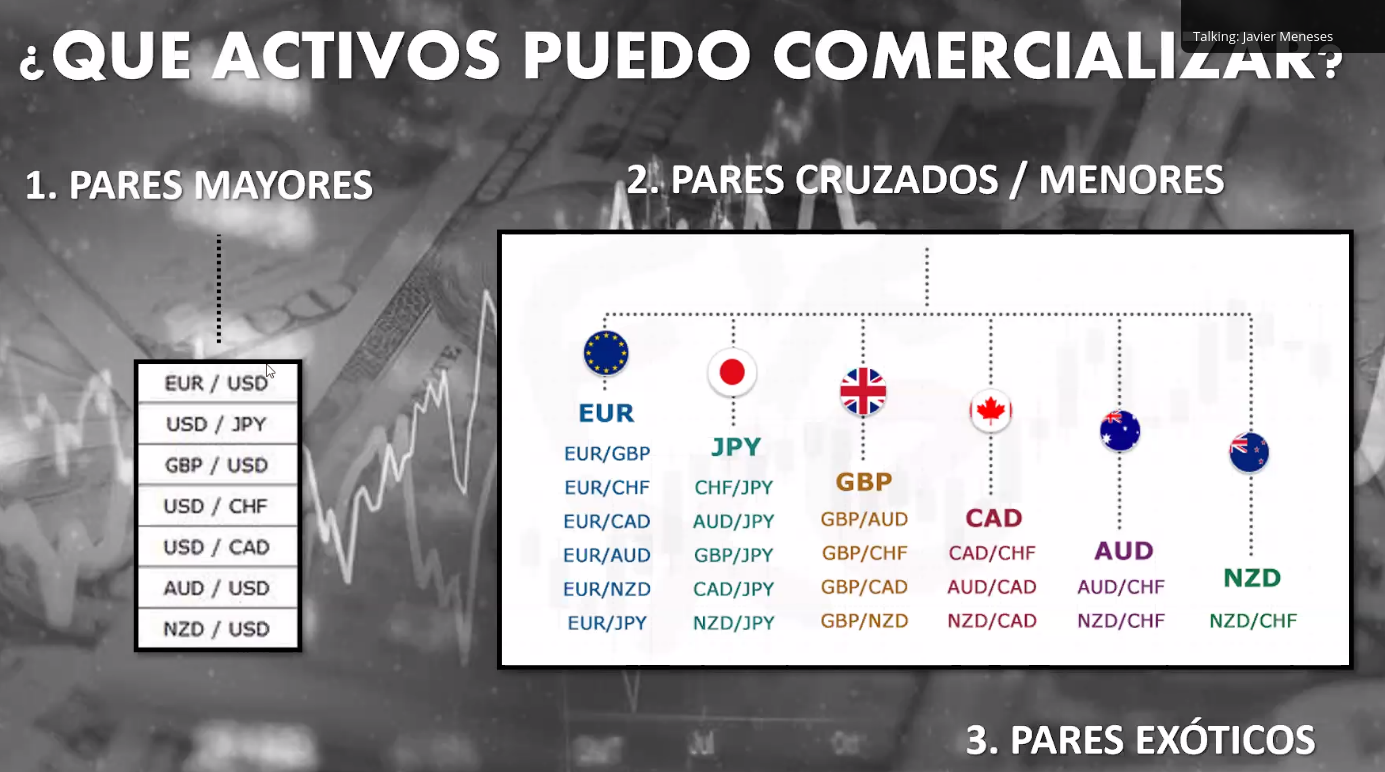 Talking: Javier Meneses
¿QUE ACTIVOS PUEDO COMERCIALIZAR?
1. PARES MAYORES
EUR / USD
USD / JPY
GBP / USD
USD / CHF
USD / CAD
AUD / USD
NZD / USD
2. PARES CRUZADOS / MENORES
EUR
EUR/GBP
EUR/CHF
EUR/CAD
EUR/AUD
EUR/NZD
EUR/JPY
JPY
CHF/JPY
AUD/JPY
GBP/JPY
CAD/JPY
NZD/JPY
GBP
GBP/AUD
GBP/CHF
GBP/CAD
GBP/NZD
CAD
CAD/CHF
AUD/CAD
NZD/CAD
AUD
AUD/CHF
NZD/CHF
NZD
NZD/CHF
3. PARES EXÓTICOS
Jul